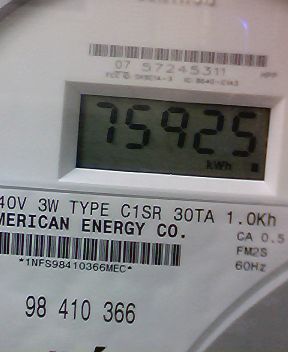 07 57245311
75925
kWh
40V 3W TYPE C1SR 30TA 1.0Kh
MERICAN ENERGY CO.
CA 0.5
FM2S
60Hz
*1NFS98410366MEC*
98 410 366